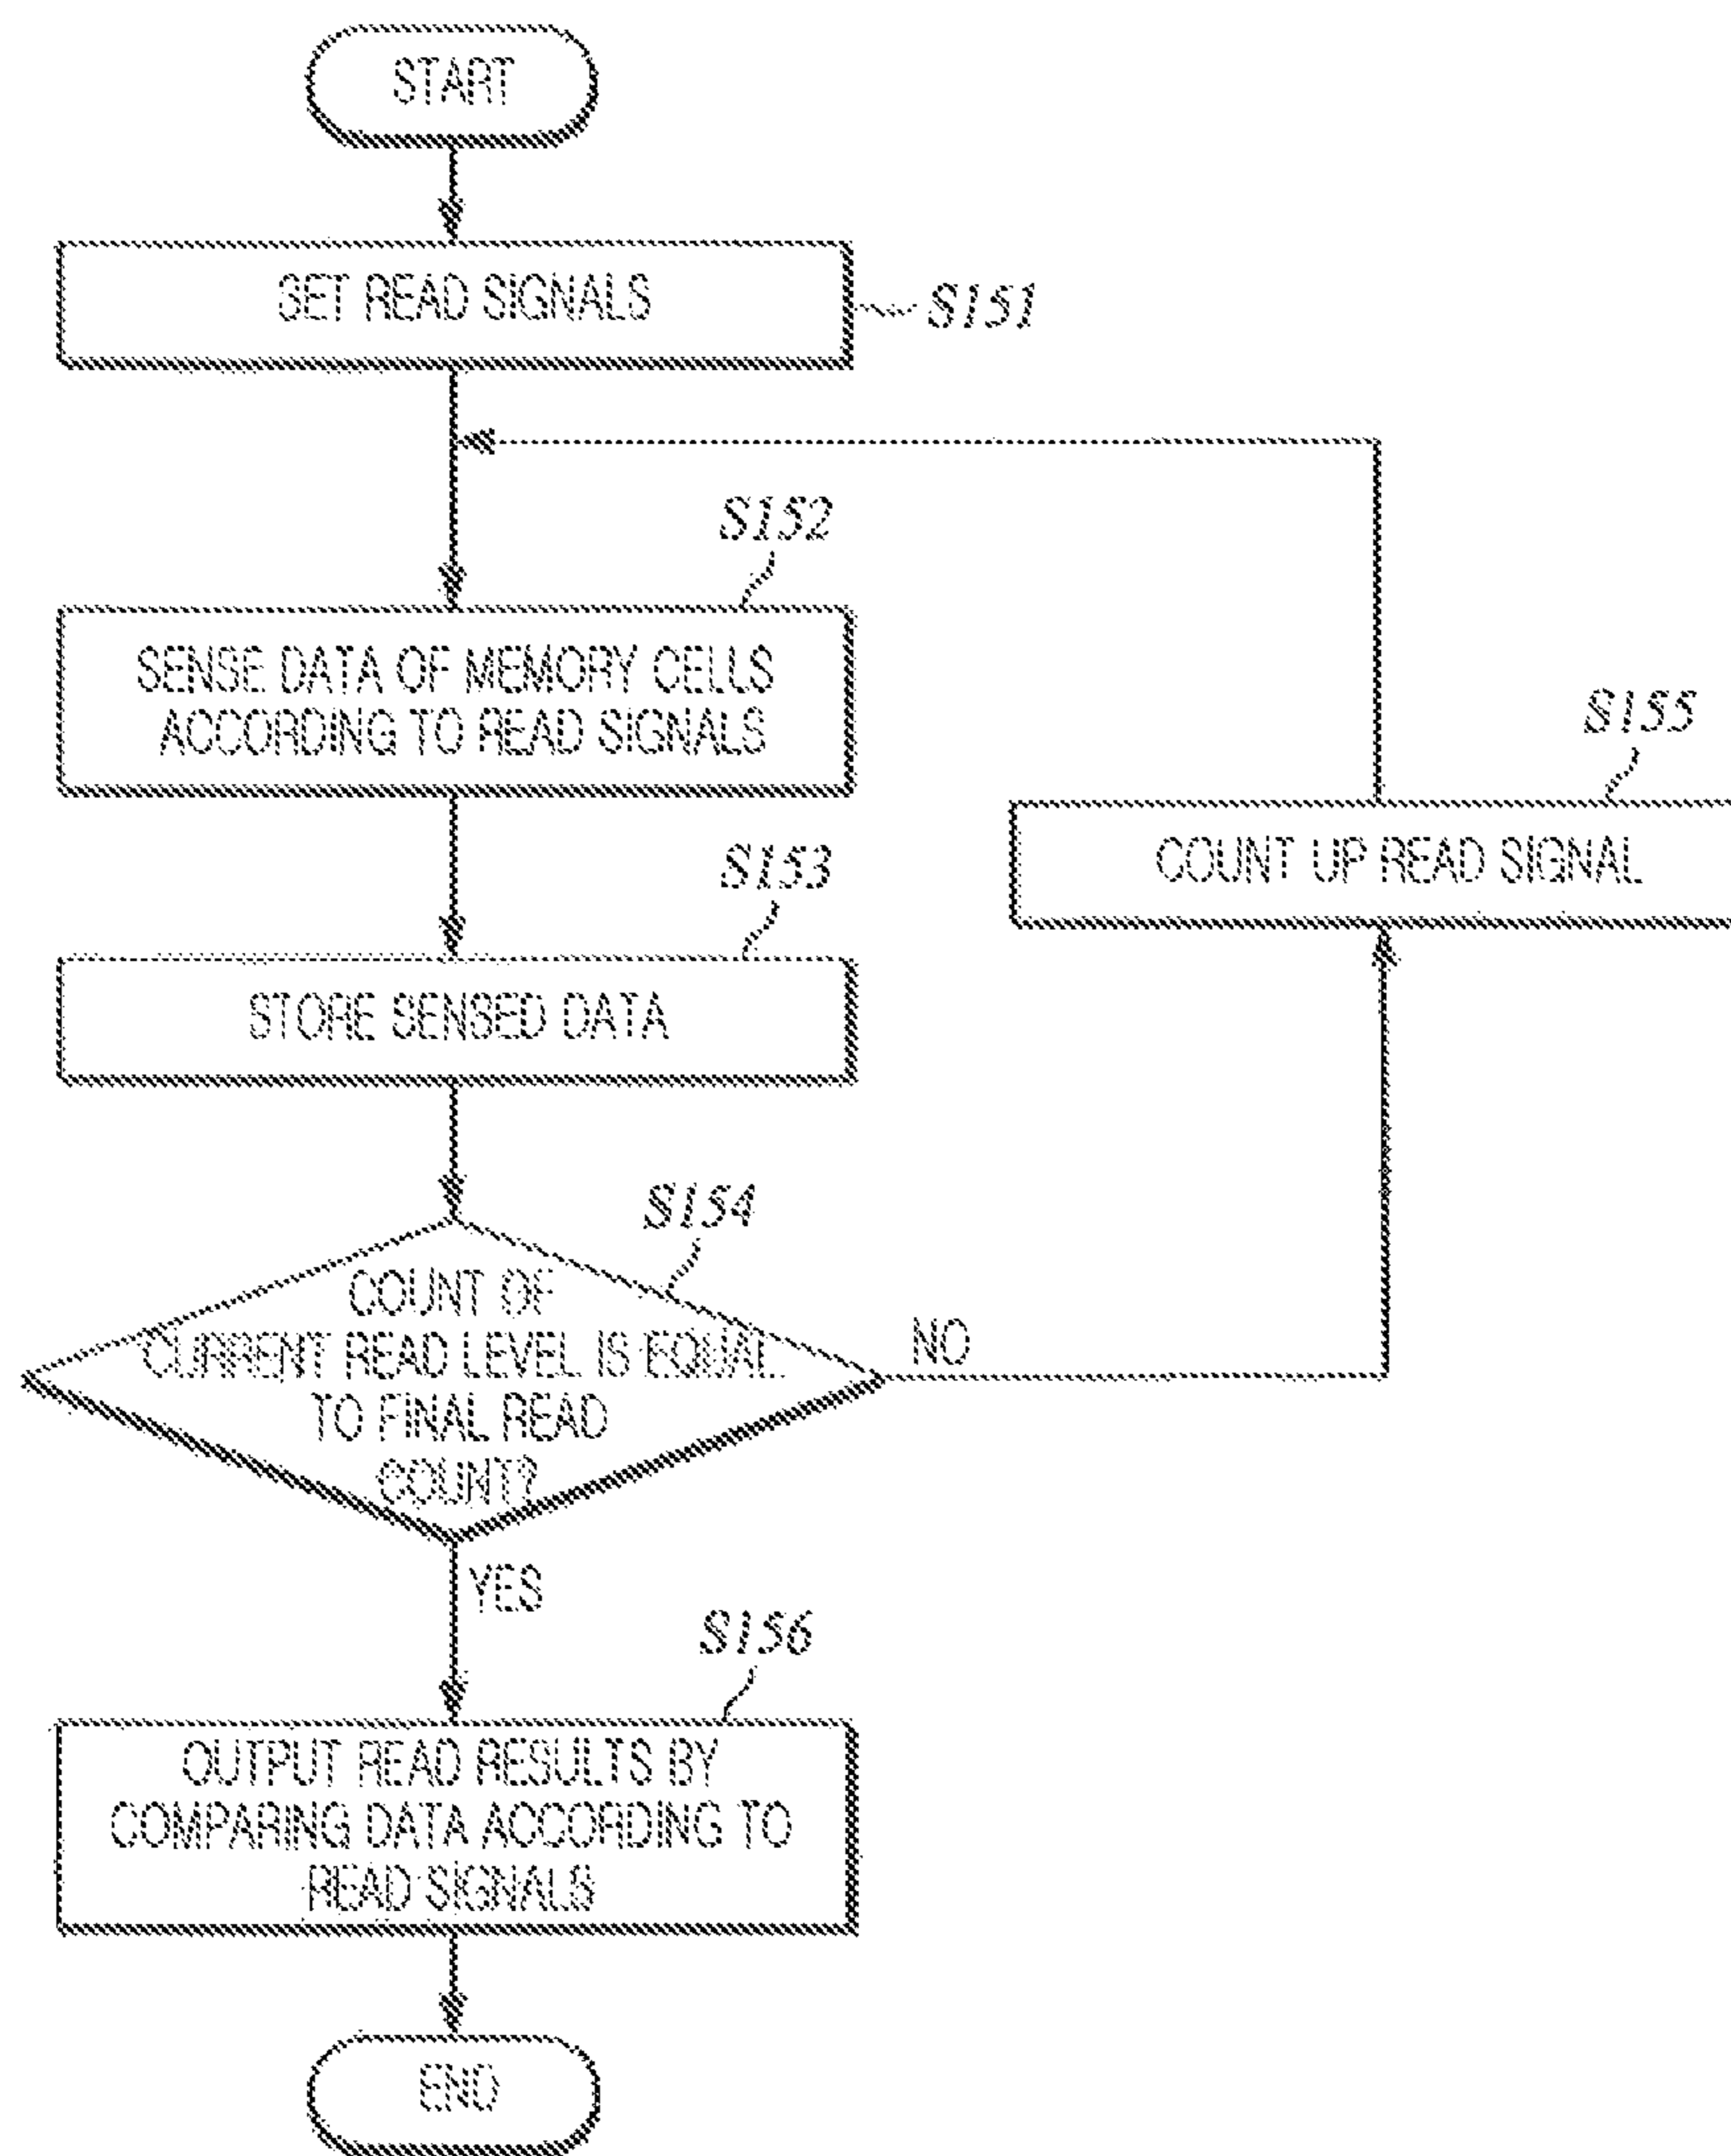 START
SET READ SIGNALS
S151
S152
SENSE DATA OF MEMORY CELLS
ACCORDING TO READ SIGNALS
S155
COUNT UP READ SIGNAL
S153
STORE SENSED DATA
S154
COUNT OF
CURRENT READ LEVEL IS EQUAL
TO FINAL READ
COUNT?
NO
YES
S156
OUTPUT READ RESULTS BY
COMPARING DATA ACCORDING TO
READ SIGNALS
END